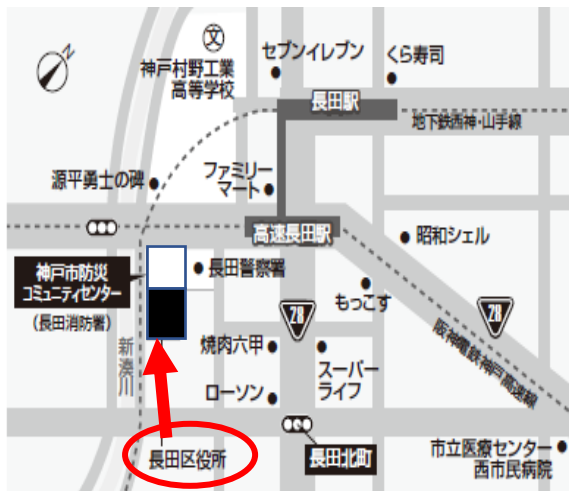 N
文
神戸村野工業
高等学校
セブンイレブン
くら寿司
長田駅
地下鉄西神・山手線
源平勇士の碑
ファミリー
マート
高速長田駅
昭和シェル
神戸市防災
コミュニティセンター
(長田消防署)
長田警察署
もっこす
28
28
新湊川
焼肉六甲
スーパー
ライフ
阪神電鉄神戸高速線
ローソン
長田区役所
長田北町
市立医療センター
西市民病院